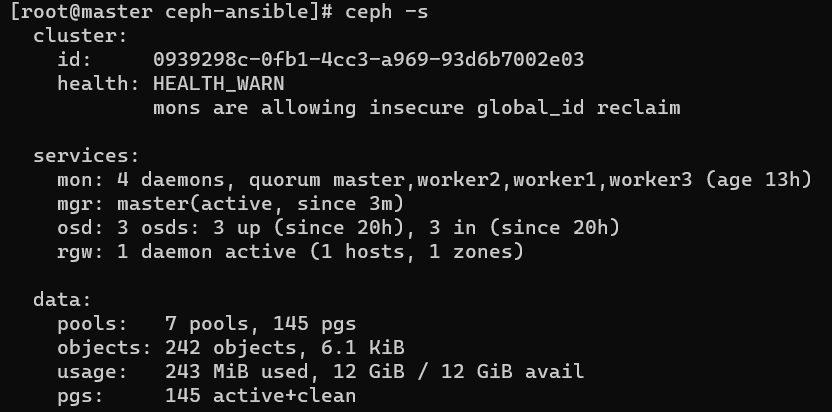 [root@master ceph-ansible]# ceph -s
  cluster:
    id:     0939298c-0fb1-4cc3-a969-93d6b7002e03
    health: HEALTH_WARN
            mons are allowing insecure global_id reclaim

  services:
    mon: 4 daemons, quorum master,worker2,worker1,worker3 (age 13h)
    mgr: master(active, since 3m)
    osd: 3 osds: 3 up (since 20h), 3 in (since 20h)
    rgw: 1 daemon active (1 hosts, 1 zones)

  data:
    pools:   7 pools, 145 pgs
    objects: 242 objects, 6.1 KiB
    usage:   243 MiB used, 12 GiB / 12 GiB avail
    pgs:     145 active+clean